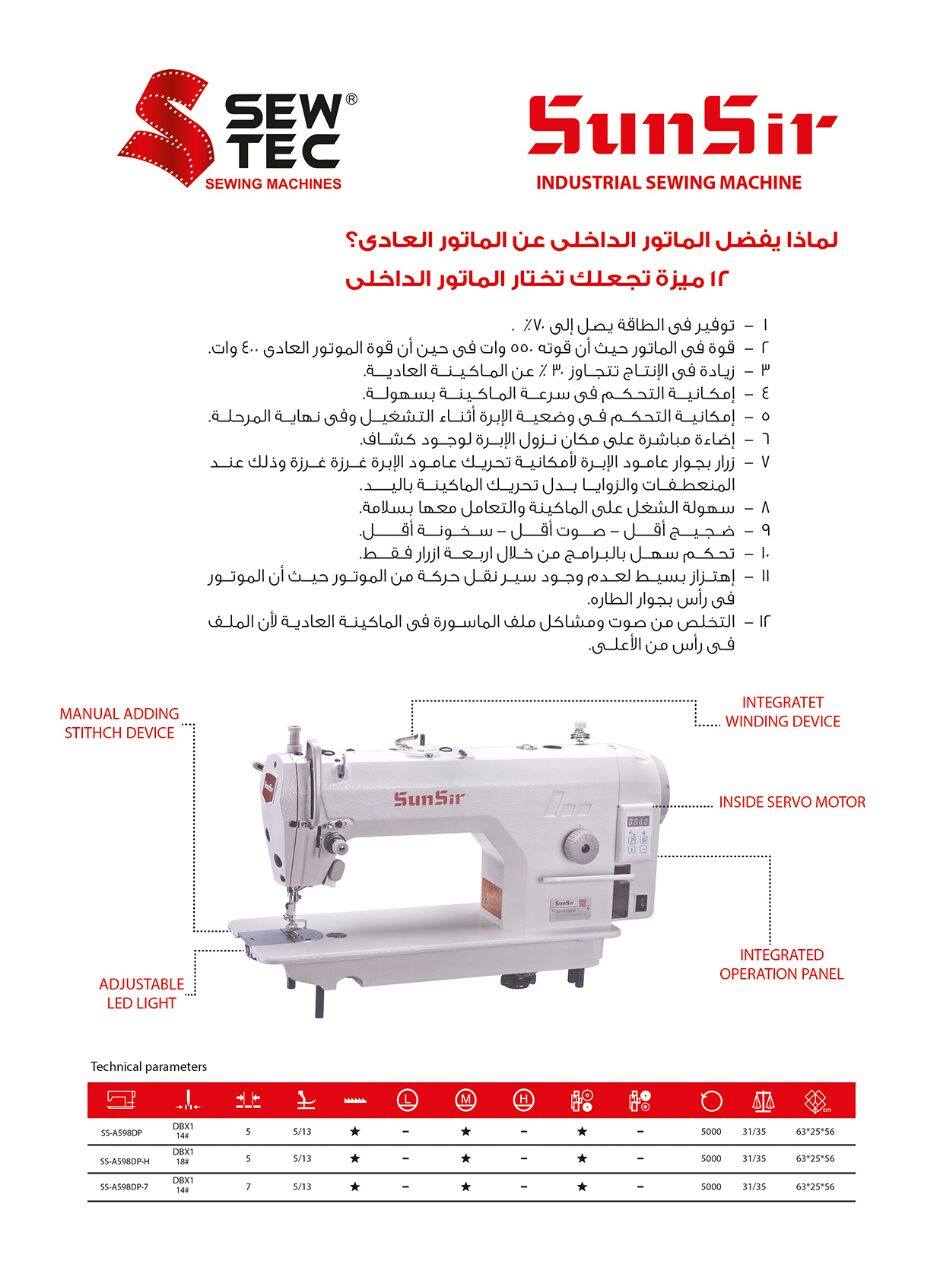 SEW®
TEC
SEWING MACHINES
SunSir
INDUSTRIAL SEWING MACHINE
لماذا يفضل الماتور الداخلى عن الماتور العادى؟
١٢ ميزة تجعلك تختار الماتور الداخلى
١ – توفير فى الطاقة يصل إلى ٧٠٪ .
٢ – قوة فى الماتور حيث أن قوته ٥٥٠ وات فى حين أن قوة الموتور العادى ٤٠٠ وات.
٣ – زيادة فى الإنتاج تتجاوز ٣٠ ٪ عن الماكينة العادية.
٤ – إمكانية التحكم فى سرعة الماكينة بسهولة.
٥ – إمكانية التحكم فى وضعية الإبرة أثناء التشغيل وفى نهاية المرحلة.
٦ – إضاءة مباشرة على مكان نزول الإبرة لوجود كشاف.
٧ – زرار بجوار عامود الإبرة لأمكانية تحريك عامود الإبرة غرزة غرزة وذلك عند
المنعطفات والزوايا بدل تحريك الماكينة باليد.
٨ – سهولة الشغل على الماكينة والتعامل معها بسلامة.
٩ – ضجيج أقل – صوت أقل – سخونة أقل.
١٠ – تحكم سهل بالبرامج من خلال اربعة ازرار فقط.
١١ – إهتزاز بسيط لعدم وجود سير نقل حركة من الموتور حيث أن الموتور
فى رأس بجوار الطاره.
١٢ – التخلص من صوت ومشاكل ملف الماسورة فى الماكينة العادية لأن الملف
فى رأس من الأعلى.
MANUAL ADDING
STITHCH DEVICE
INTEGRATET
WINDING DEVICE
SunSir
INSIDE SERVO MOTOR
SunSir
INTEGRATED
OPERATION PANEL
ADJUSTABLE
LED LIGHT
Technical parameters
L M H cm
SS-A598DP DBX1 14# 5 5/13 ★ – ★ – ★ – 5000 31/35 63*25*56
SS-A598DP-H DBX1 18# 5 5/13 ★ – ★ – ★ – 5000 31/35 63*25*56
SS-A598DP-7 DBX1 14# 7 5/13 ★ – ★ – ★ – 5000 31/35 63*25*56